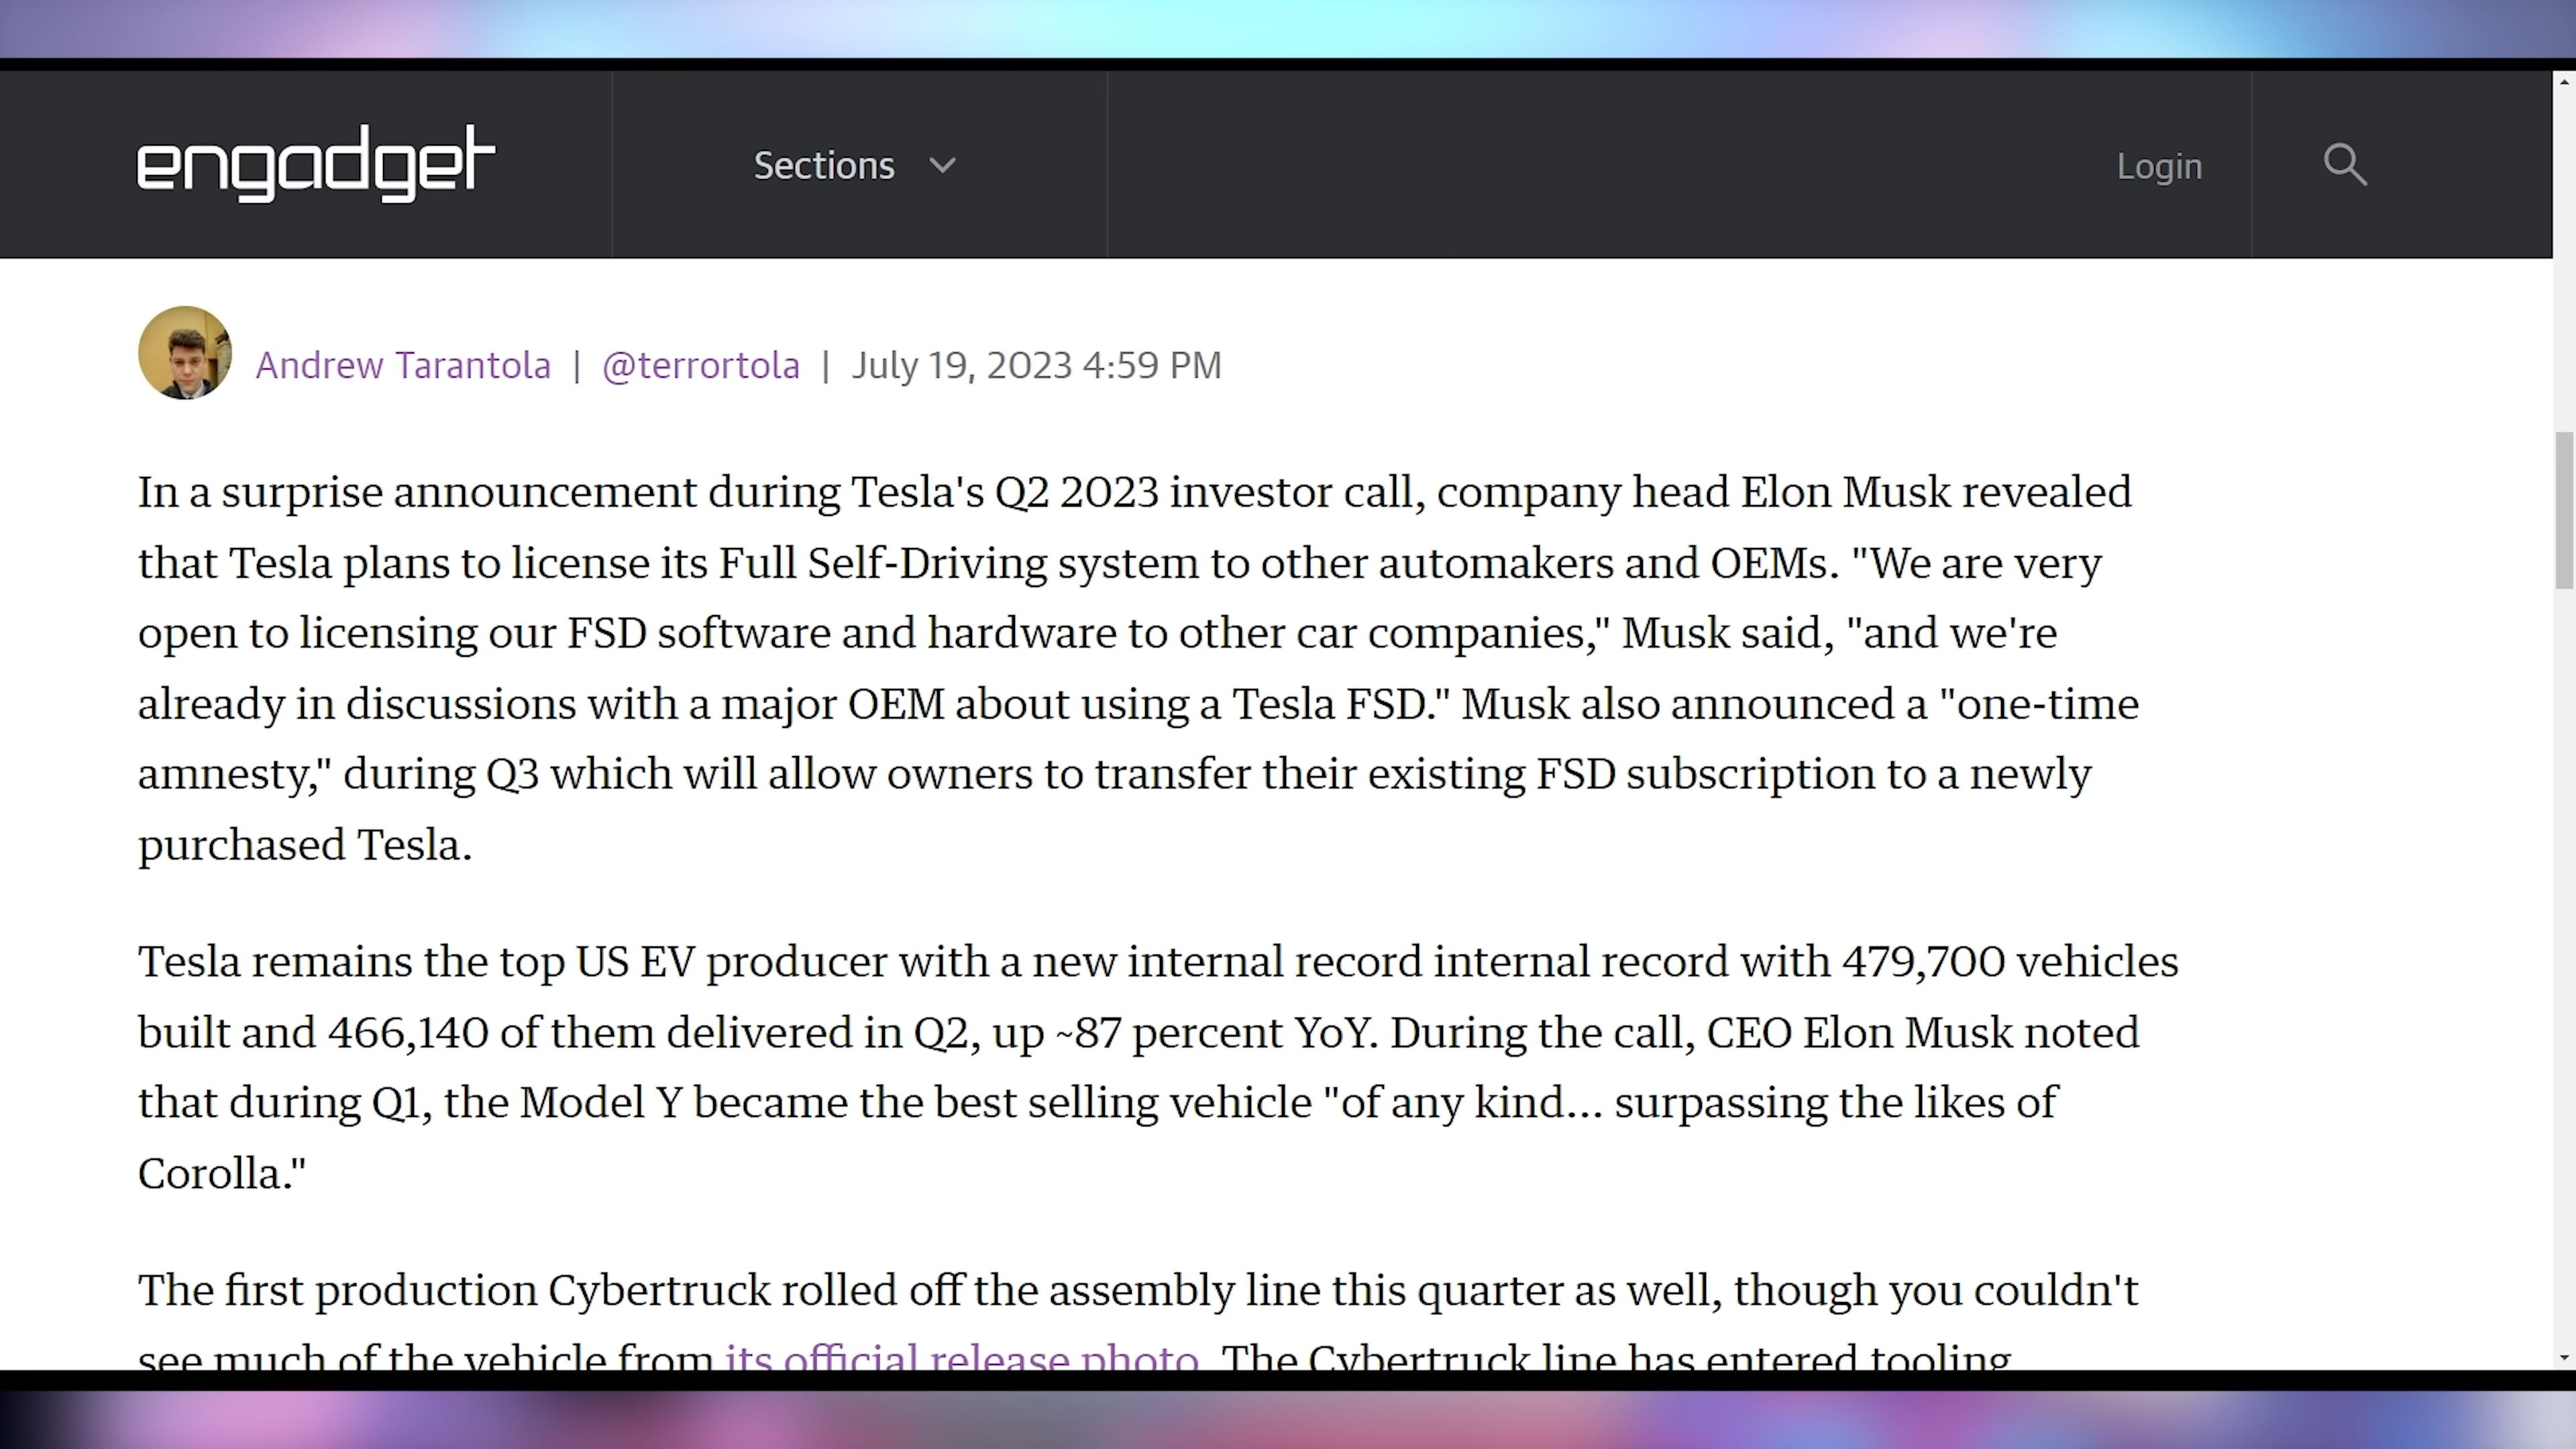 engadget
Sections
Login
Andrew Tarantola | @terrortola | July 19, 2023 4:59 PM
In a surprise announcement during Tesla's Q2 2023 investor call, company head Elon Musk revealed
that Tesla plans to license its Full Self-Driving system to other automakers and OEMs. "We are very
open to licensing our FSD software and hardware to other car companies," Musk said, "and we're
already in discussions with a major OEM about using a Tesla FSD." Musk also announced a "one-time
amnesty," during Q3 which will allow owners to transfer their existing FSD subscription to a newly
purchased Tesla.
Tesla remains the top US EV producer with a new internal record internal record with 479,700 vehicles
built and 466,140 of them delivered in Q2, up ~87 percent YoY. During the call, CEO Elon Musk noted
that during Q1, the Model Y became the best selling vehicle "of any kind... surpassing the likes of
Corolla."
The first production Cybertruck rolled off the assembly line this quarter as well, though you couldn't
see much of the vehicle from its official release photo. The Cybertruck line has entered tooling